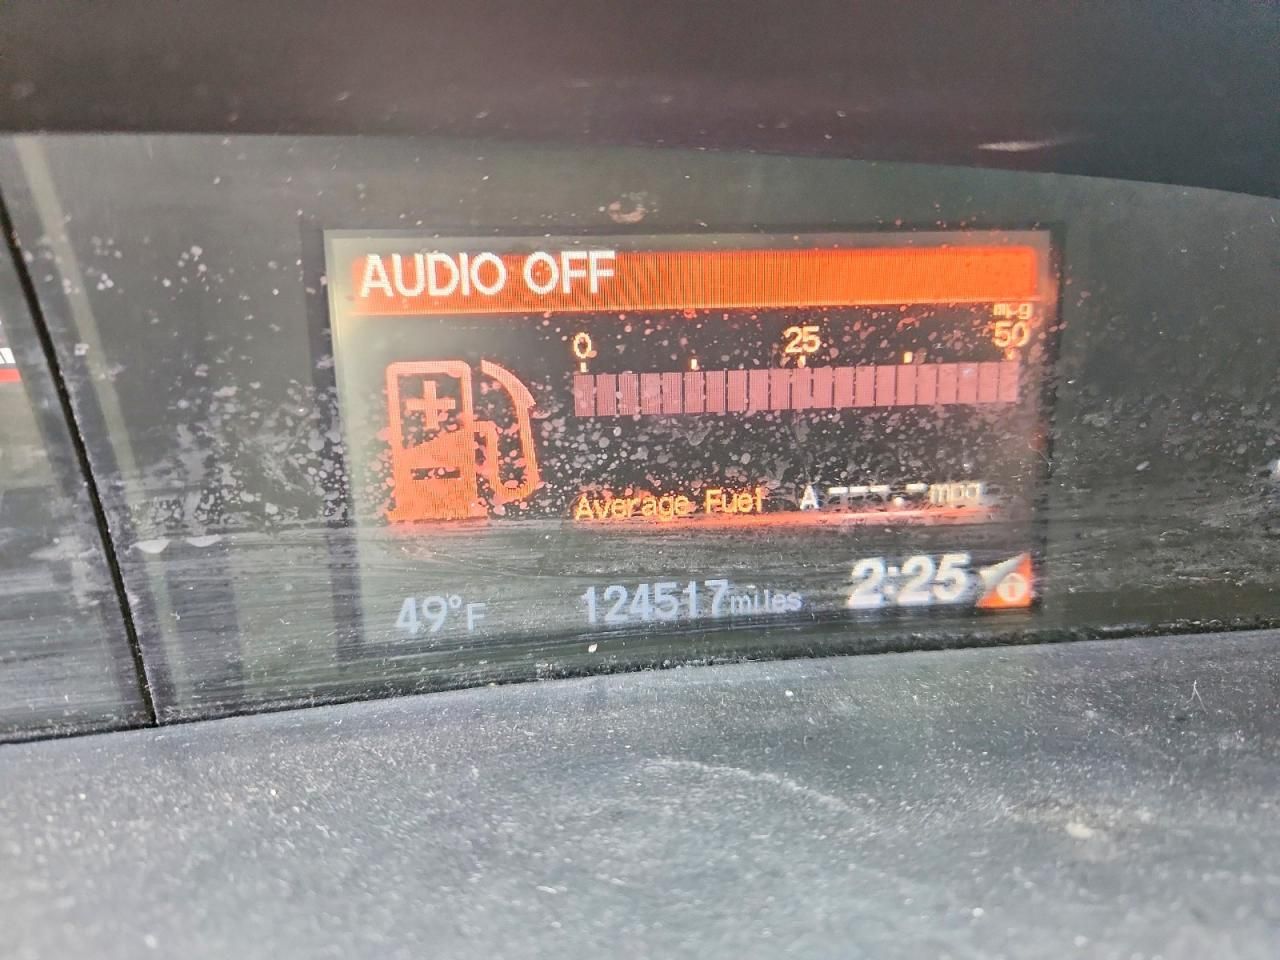 AUDIO OFF
mpg
0 25 50
Average Fuel A ---.- mpg
49°F 124517miles 2:25